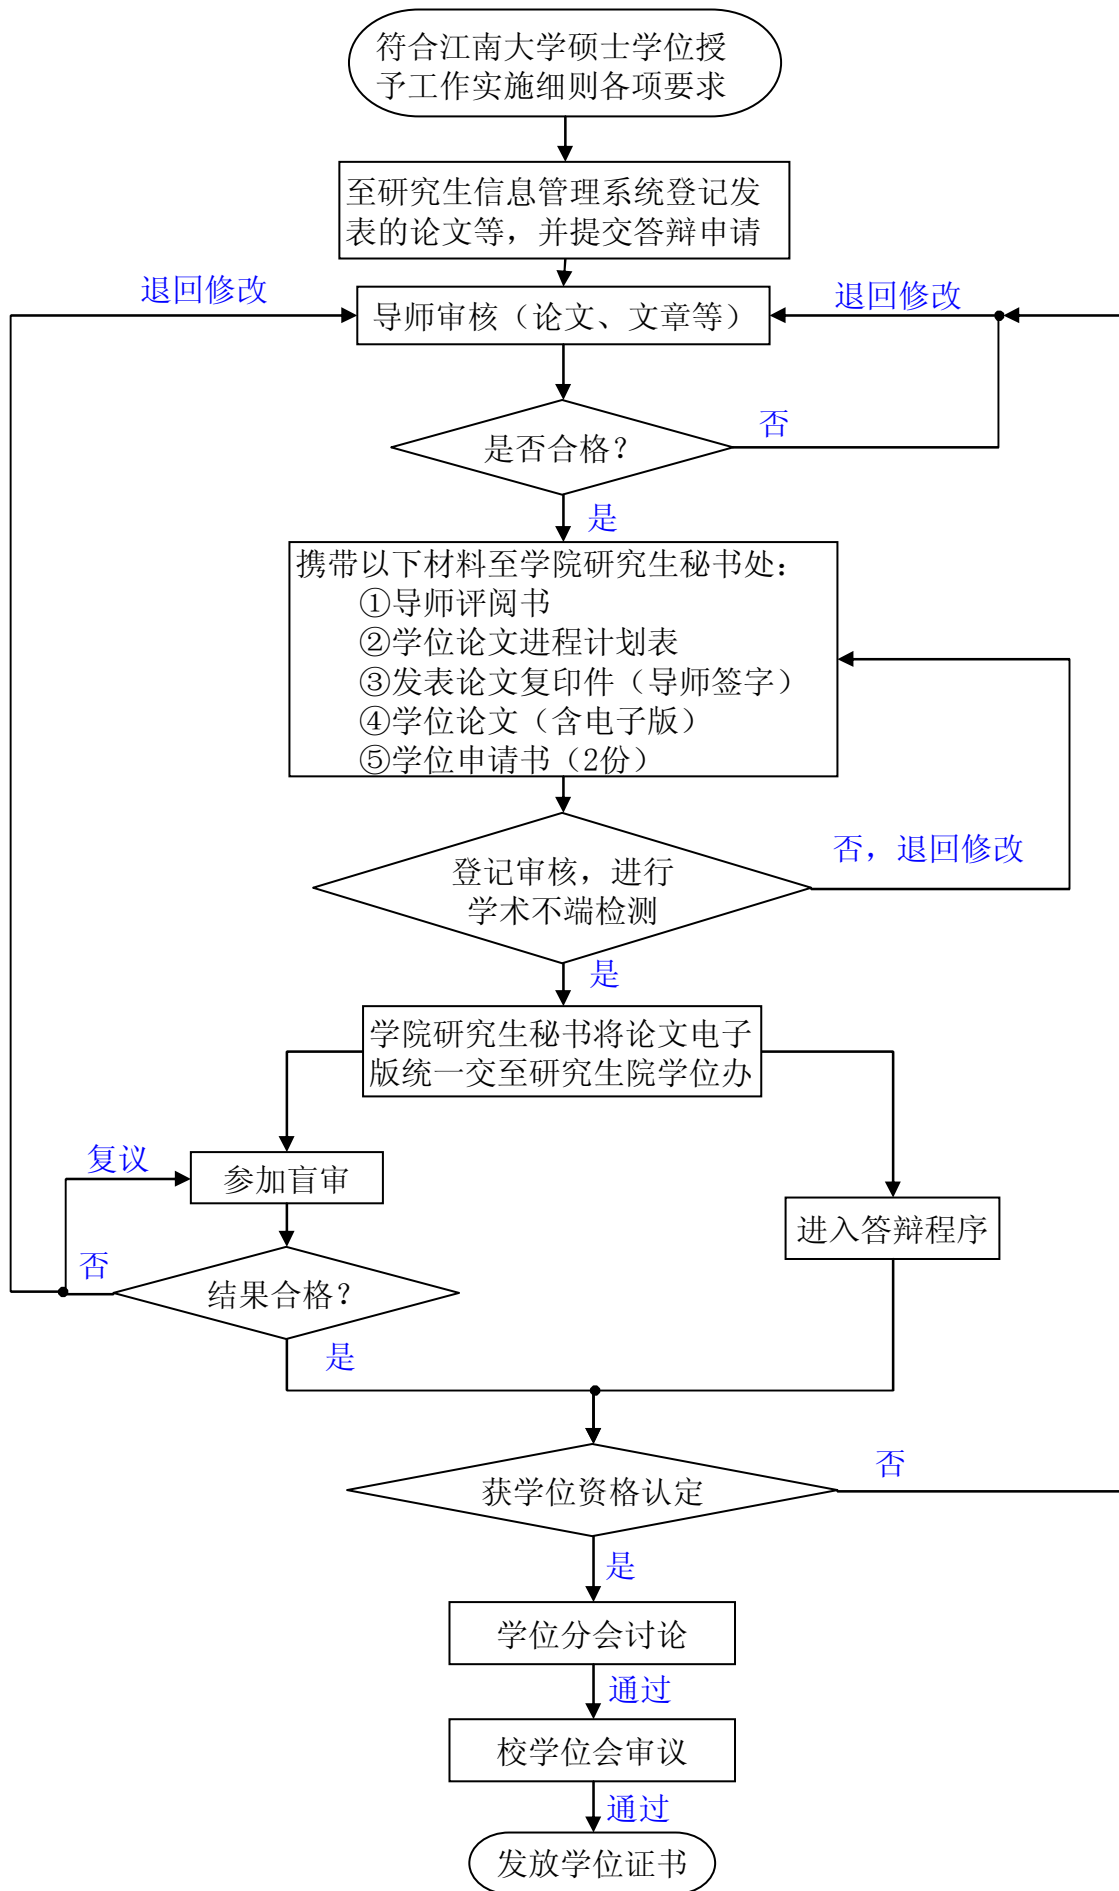 符合江南大学硕士学位授
予工作实施细则各项要求
至研究生信息管理系统登记发
表的论文等，并提交答辩申请
退回修改
导师审核（论文、文章等）
退回修改
是否合格？
否
是
携带以下材料至学院研究生秘书处：
①导师评阅书
②学位论文进程计划表
③发表论文复印件（导师签字）
④学位论文（含电子版）
⑤学位申请书（2份）
登记审核，进行
学术不端检测
否，退回修改
是
学院研究生秘书将论文电子
版统一交至研究生院学位办
复议
参加盲审
进入答辩程序
否
结果合格？
是
获学位资格认定
否
是
学位分会讨论
通过
校学位会审议
通过
发放学位证书